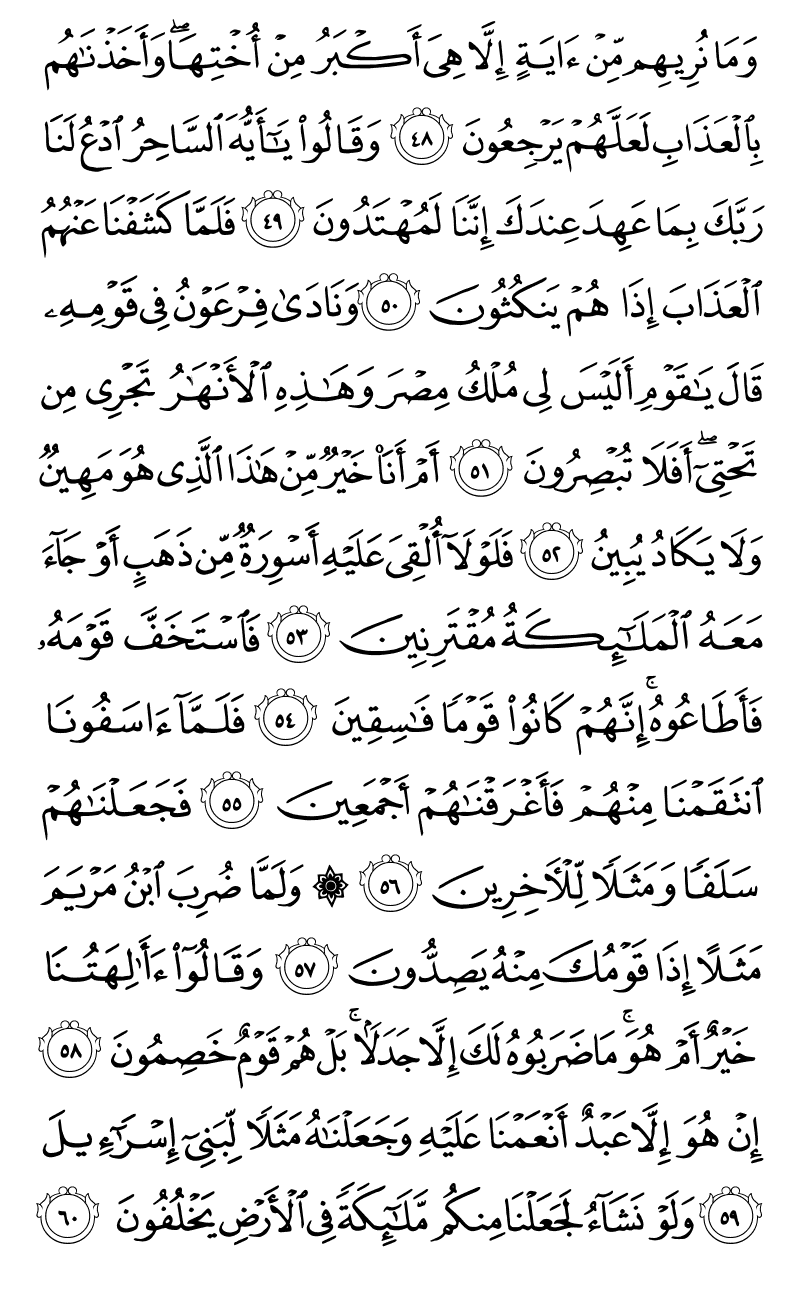 وَمَا نُرِيهِم مِّنْ ءَايَةٍ إِلَّا هِىَ أَكْبَرُ مِنْ أُخْتِهَا ۖ وَأَخَذْنَـٰهُم
بِٱلْعَذَابِ لَعَلَّهُمْ يَرْجِعُونَ ﴿٤٨﴾ وَقَالُوا۟ يَـٰٓأَيُّهَ ٱلسَّاحِرُ ٱدْعُ لَنَا
رَبَّكَ بِمَا عَهِدَ عِندَكَ إِنَّنَا لَمُهْتَدُونَ ﴿٤٩﴾ فَلَمَّا كَشَفْنَا عَنْهُمُ
ٱلْعَذَابَ إِذَا هُمْ يَنكُثُونَ ﴿٥٠﴾ وَنَادَىٰ فِرْعَوْنُ فِى قَوْمِهِۦ
قَالَ يَـٰقَوْمِ أَلَيْسَ لِى مُلْكُ مِصْرَ وَهَـٰذِهِ ٱلْأَنْهَـٰرُ تَجْرِى مِن
تَحْتِىٓ ۖ أَفَلَا تُبْصِرُونَ ﴿٥١﴾ أَمْ أَنَا۠ خَيْرٌ مِّنْ هَـٰذَا ٱلَّذِى هُوَ مَهِينٌ
وَلَا يَكَادُ يُبِينُ ﴿٥٢﴾ فَلَوْلَآ أُلْقِىَ عَلَيْهِ أَسْوِرَةٌ مِّن ذَهَبٍ أَوْ جَآءَ
مَعَهُ ٱلْمَلَـٰٓئِكَةُ مُقْتَرِنِينَ ﴿٥٣﴾ فَٱسْتَخَفَّ قَوْمَهُۥ
فَأَطَاعُوهُ ۚ إِنَّهُمْ كَانُوا۟ قَوْمًا فَـٰسِقِينَ ﴿٥٤﴾ فَلَمَّآ ءَاسَفُونَا
ٱنتَقَمْنَا مِنْهُمْ فَأَغْرَقْنَـٰهُمْ أَجْمَعِينَ ﴿٥٥﴾ فَجَعَلْنَـٰهُمْ
سَلَفًا وَمَثَلًا لِّلْـَٔاخِرِينَ ﴿٥٦﴾ ۞ وَلَمَّا ضُرِبَ ٱبْنُ مَرْيَمَ
مَثَلًا إِذَا قَوْمُكَ مِنْهُ يَصِدُّونَ ﴿٥٧﴾ وَقَالُوٓا۟ ءَأَـٰلِهَتُنَا
خَيْرٌ أَمْ هُوَ ۚ مَا ضَرَبُوهُ لَكَ إِلَّا جَدَلًۢا ۚ بَلْ هُمْ قَوْمٌ خَصِمُونَ ﴿٥٨﴾
إِنْ هُوَ إِلَّا عَبْدٌ أَنْعَمْنَا عَلَيْهِ وَجَعَلْنَـٰهُ مَثَلًا لِّبَنِىٓ إِسْرَٰٓءِيلَ
﴿٥٩﴾ وَلَوْ نَشَآءُ لَجَعَلْنَا مِنكُم مَّلَـٰٓئِكَةً فِى ٱلْأَرْضِ يَخْلُفُونَ ﴿٦٠﴾